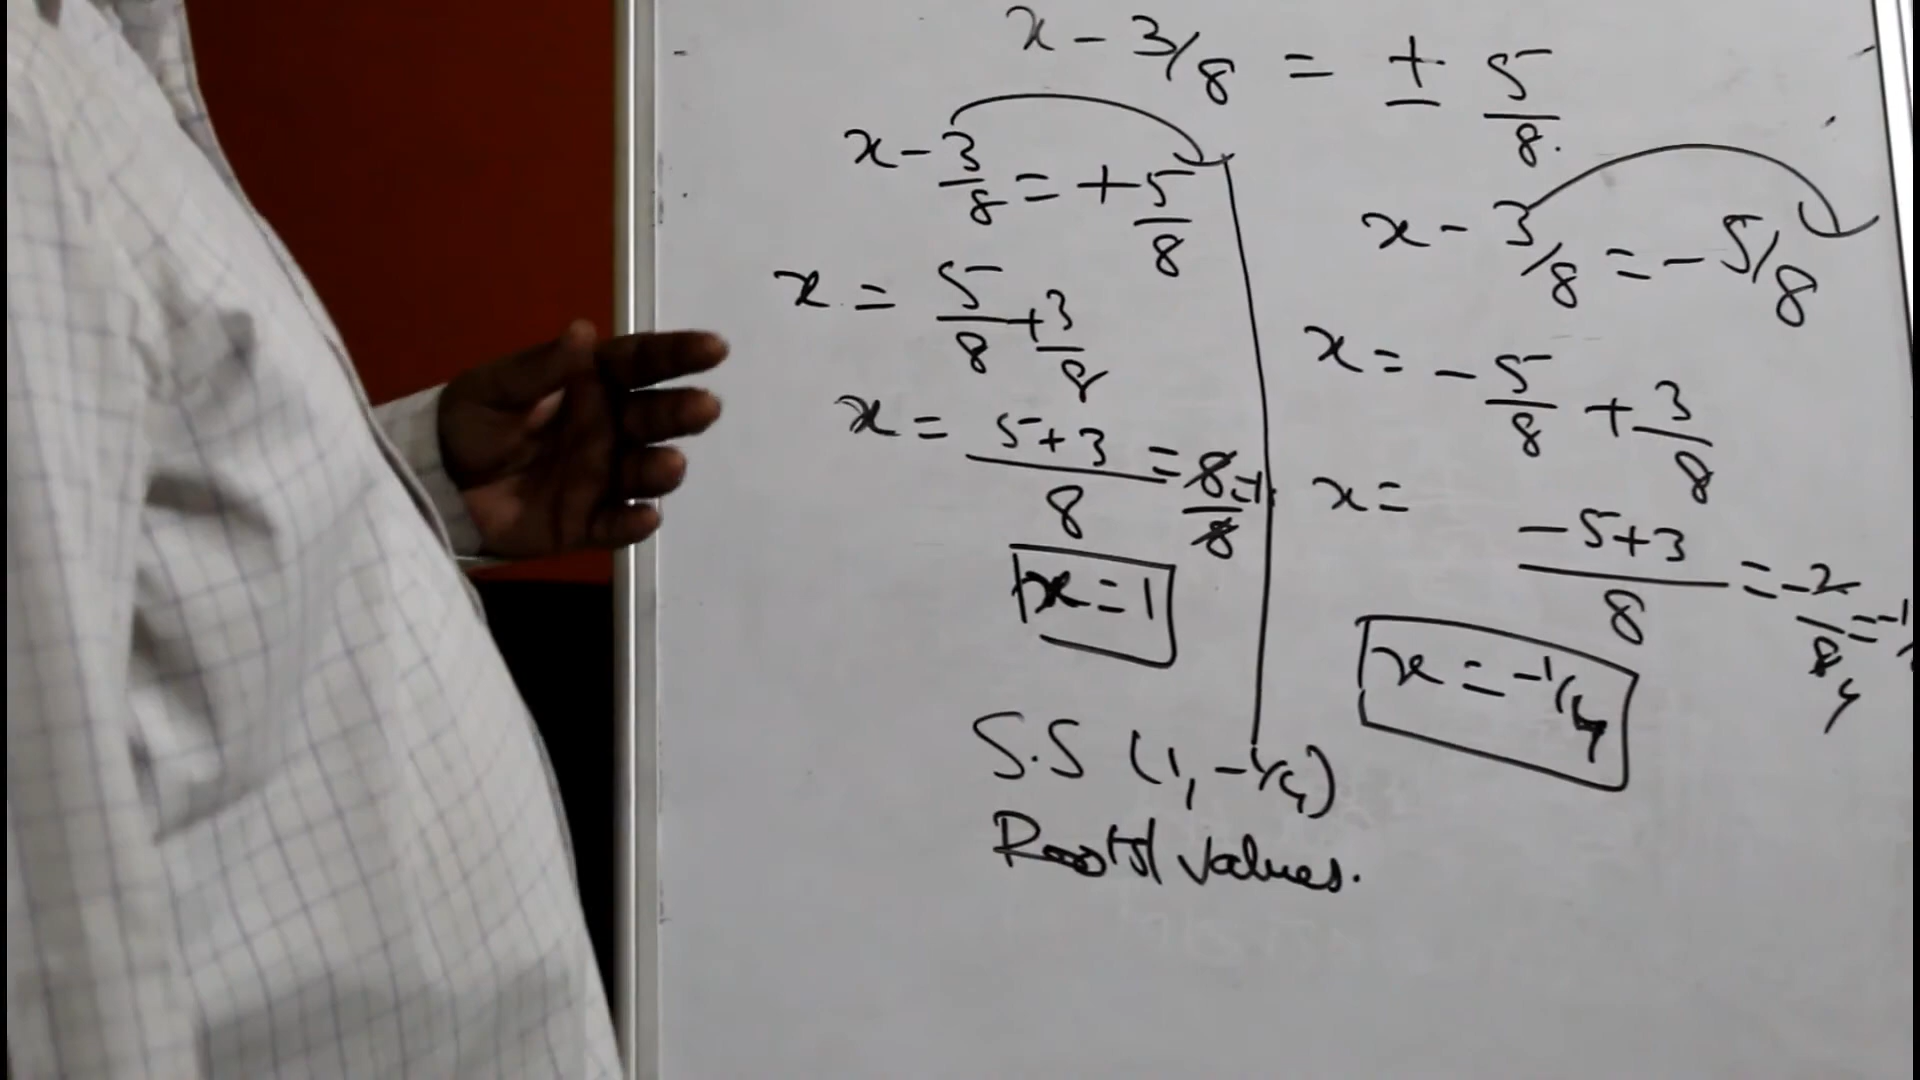 x - 3/8 = ± 5/8.
x - 3/8 = + 5/8
x = 5/8 + 3/8
x = 5+3/8 = 8/8 = 1
x = 1
x - 3/8 = - 5/8
x = - 5/8 + 3/8
x = -5+3/8 = -2/8 4 = -1/
x = -1/4
S.S (1, -1/4)
values.